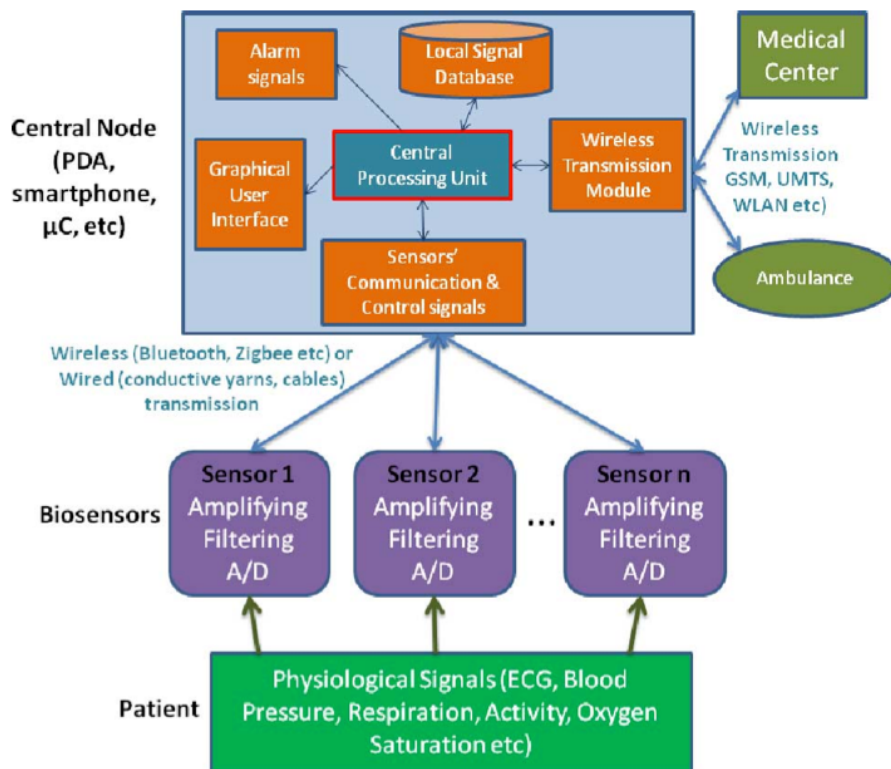 Alarm
signals
Local Signal
Database
Medical
Center
Central Node
(PDA,
smartphone,
μC, etc)
Graphical
User
Interface
Central
Processing Unit
Wireless
Transmission
Module
Wireless
Transmission
GSM, UMTS,
WLAN etc)
Sensors’
Communication &
Control signals
Ambulance
Wireless (Bluetooth, Zigbee etc) or
Wired (conductive yarns, cables)
transmission
Biosensors
Sensor 1
Amplifying
Filtering
A/D
Sensor 2
Amplifying
Filtering
A/D
...
Sensor n
Amplifying
Filtering
A/D
Patient
Physiological Signals (ECG, Blood
Pressure, Respiration, Activity, Oxygen
Saturation etc)